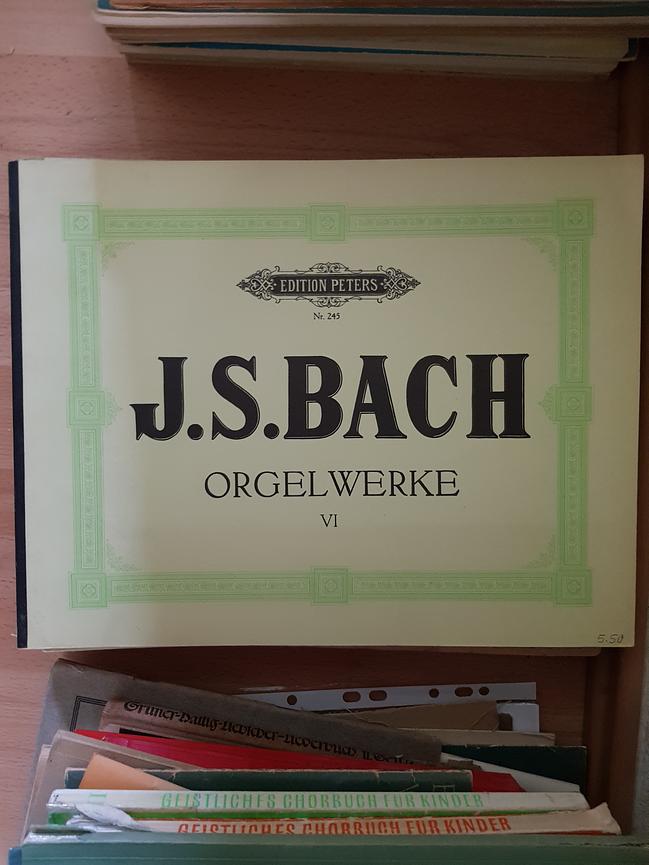 EDITION PETERS
Nr. 245
J.S.BACH
ORGELWERKE
VI
5.50
GEISTLICHES CHORBUCH FÜR KINDER
GEISTLICHES CHORBUCH FÜR KINDER